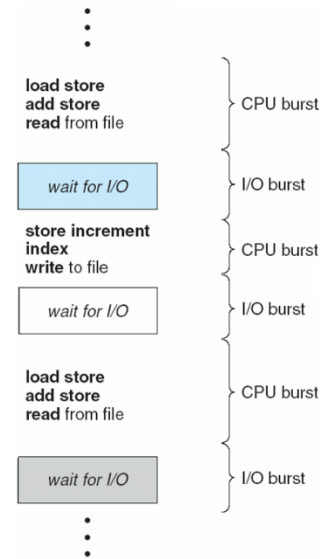 load store
add store
read from file
CPU burst
wait for I/O
I/O burst
store increment
index
write to file
CPU burst
wait for I/O
I/O burst
load store
add store
read from file
CPU burst
wait for I/O
I/O burst